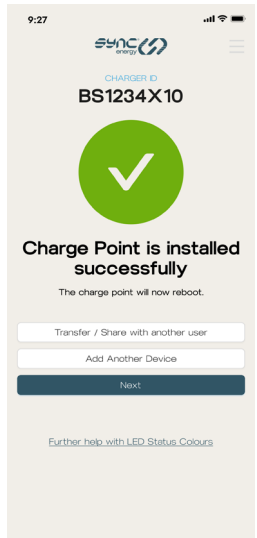 9:27
sync
energy
CHARGER ID
BS1234X10
Charge Point is installed
successfully
The charge point will now reboot.
Transfer / Share with another user
Add Another Device
Next
Further help with LED Status Colours